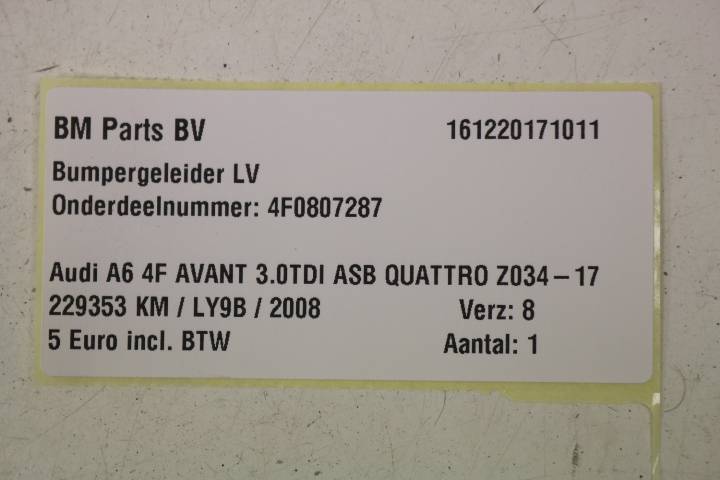 BM Parts BV 161220171011
Bumpergeleider LV
Onderdeelnummer: 4F0807287
Audi A6 4F AVANT 3.0TDI ASB QUATTRO Z034-17
229353 KM / LY9B / 2008 Verz: 8
5 Euro incl. BTW Aantal: 1